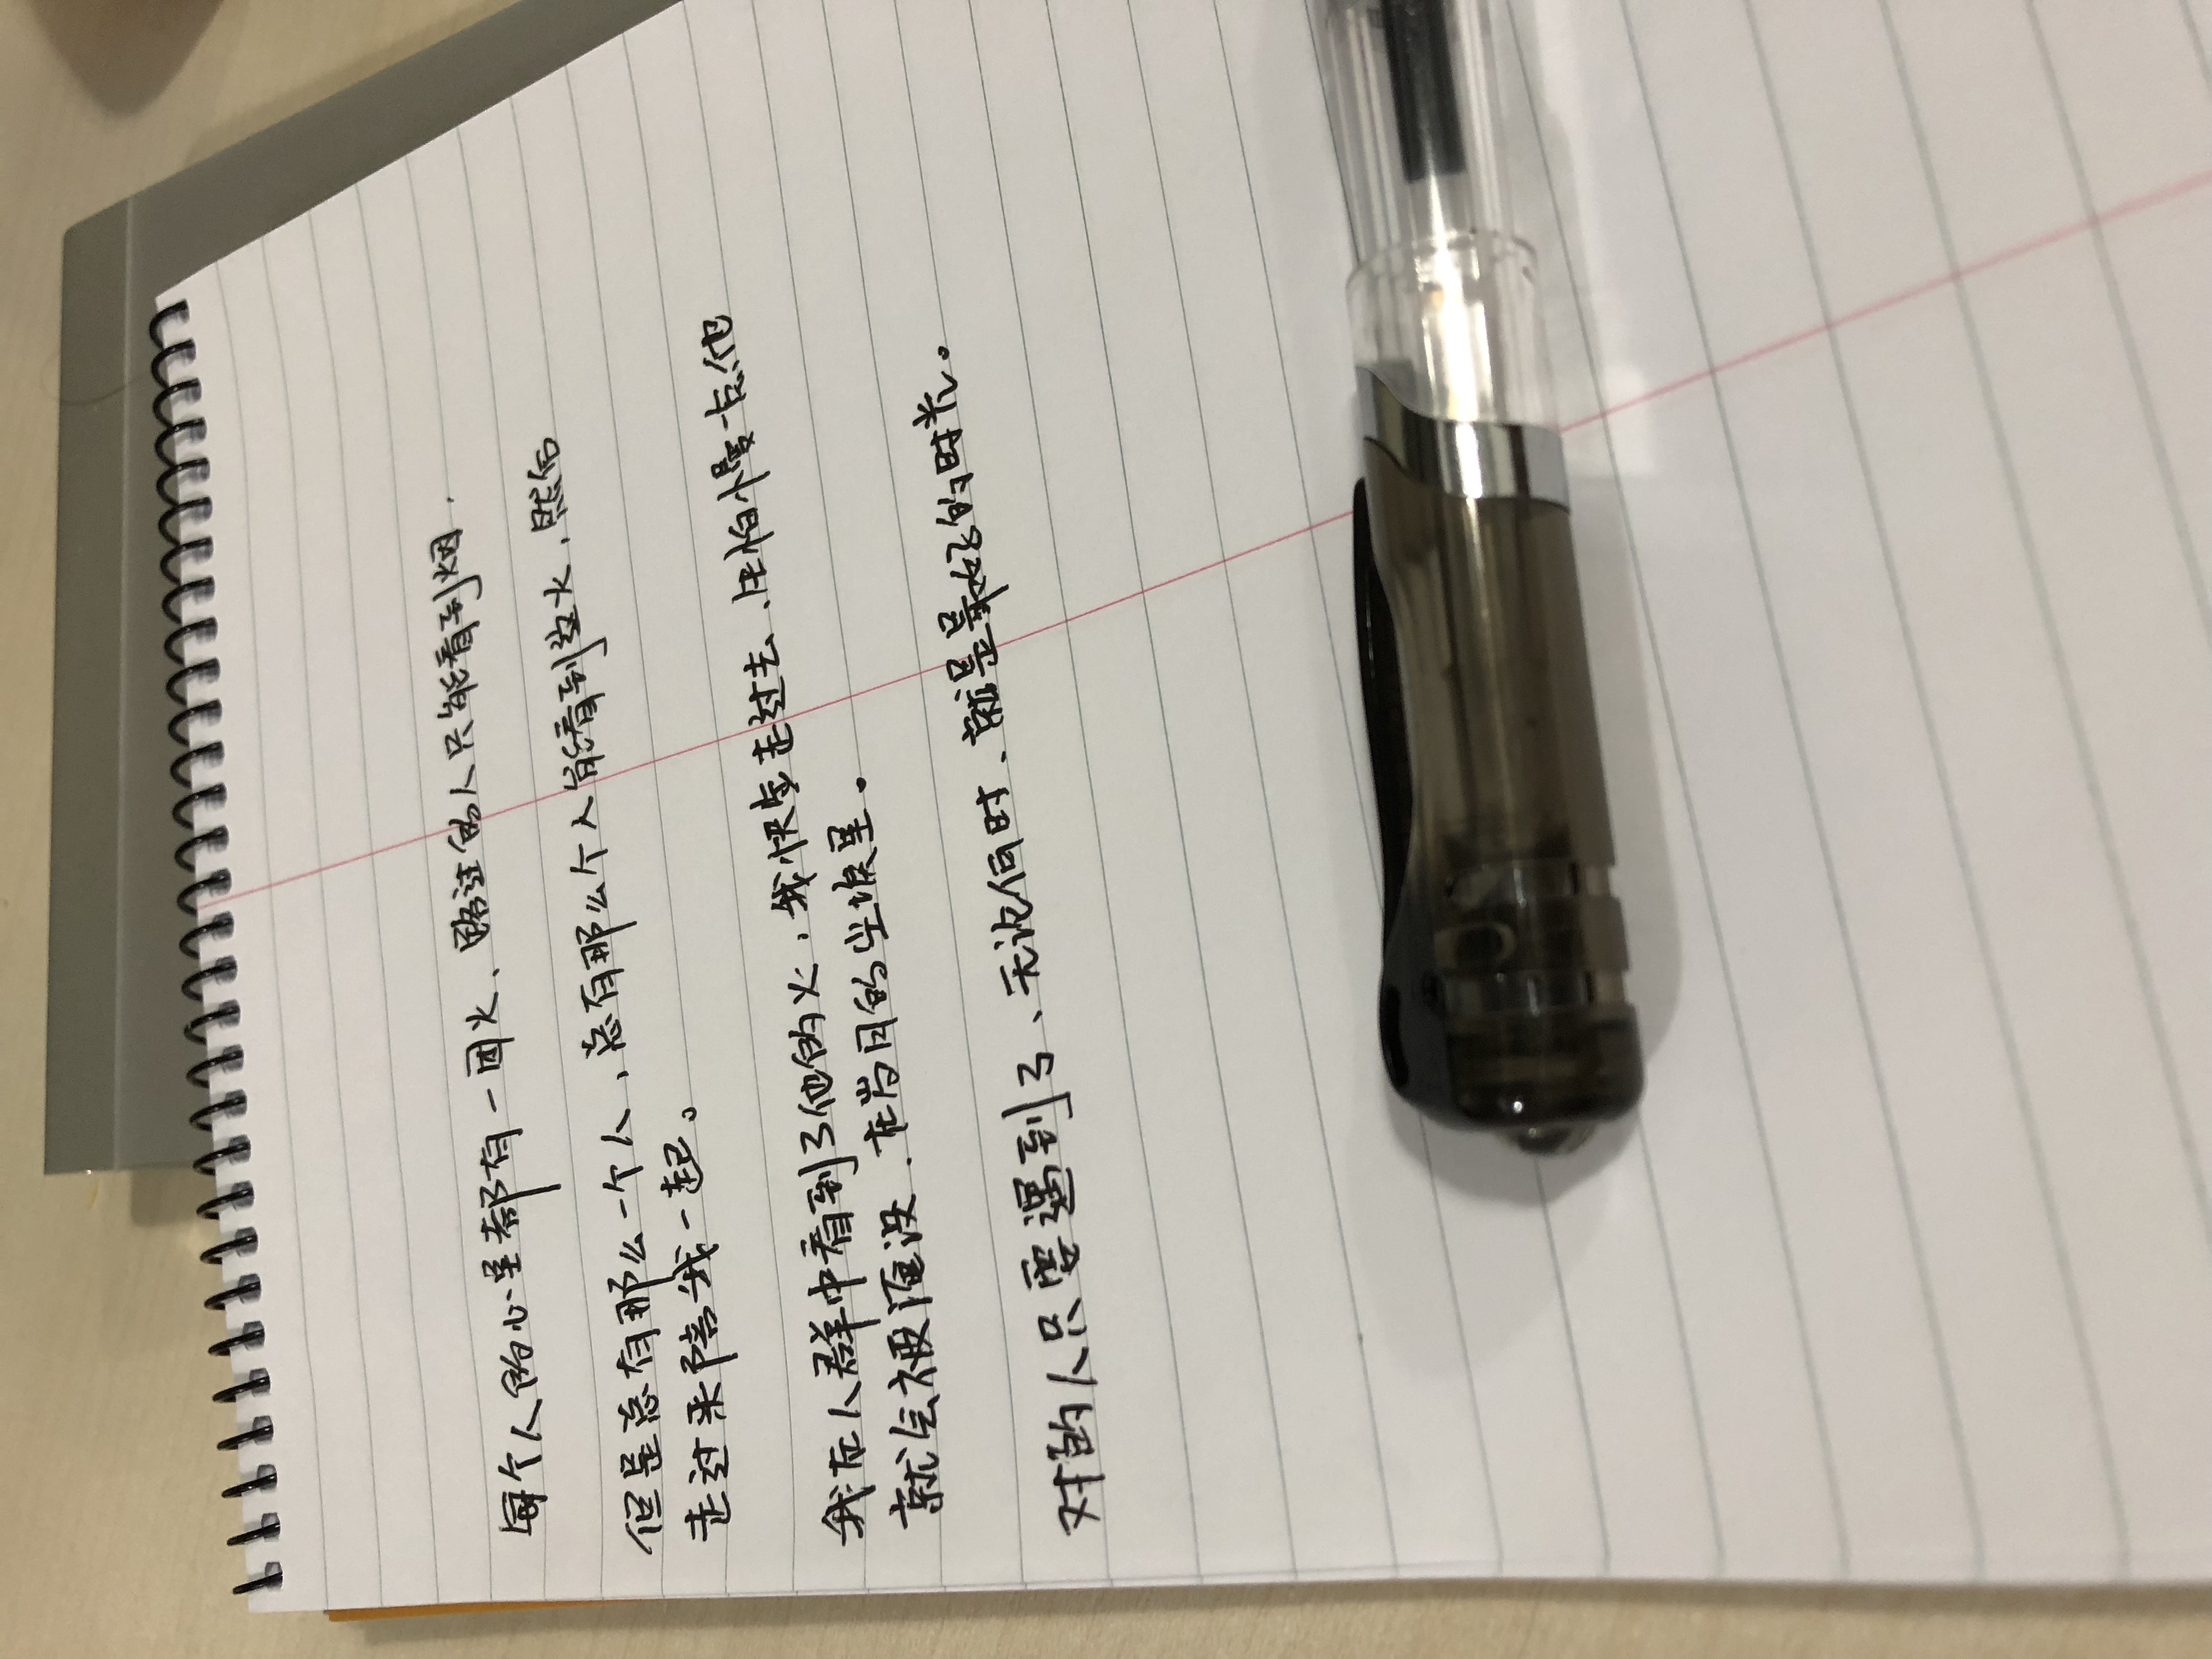 每个人的心里都有一团火、路过的人只能看到烟.
但是总有那么一个人,总有那么个人能看到这火,然后
走过来陪我一起。
我在人群中看到了他的火,我快步走过去、生怕慢一点他
就会被淹没、在岁月的尘埃里。
对的人只要遇到了、无论何时、就是最好的时光。